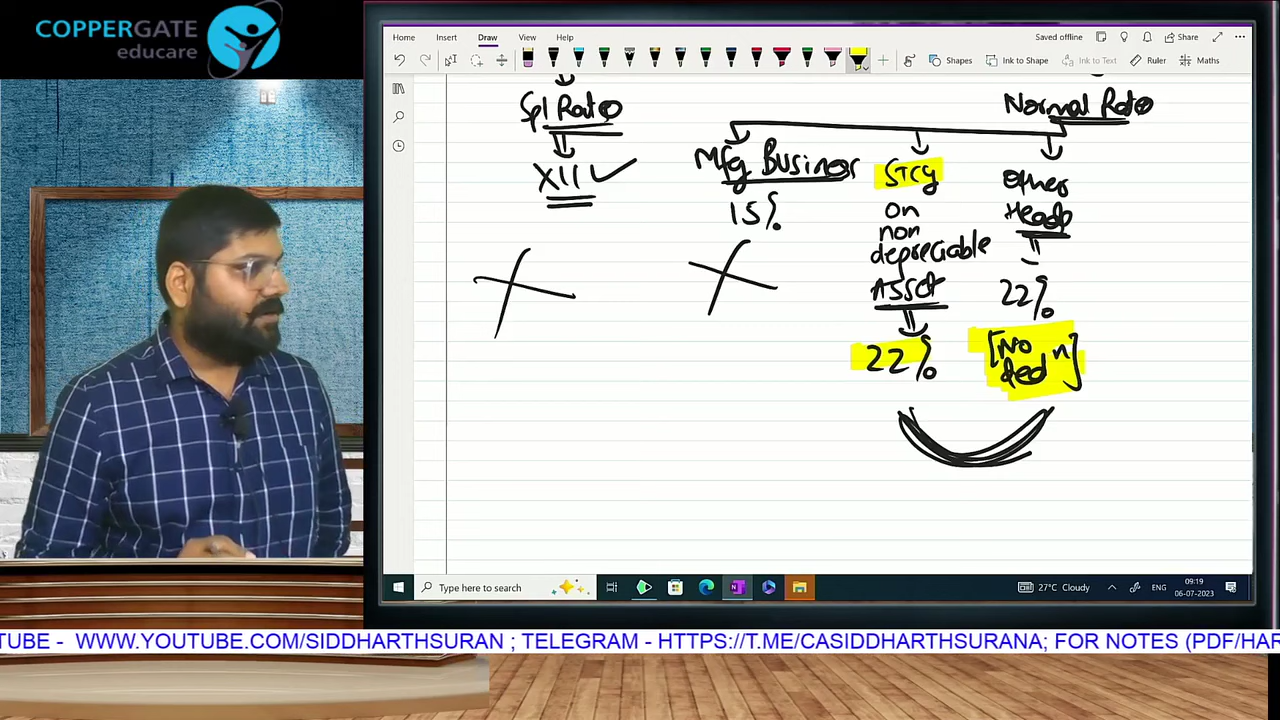 COPPERGATE
educare
Home Insert Draw View Help
Saved offline
Share
Shapes
Ink to Shape
Ink to Text
Ruler
Maths
Spl Rate
XII
Normal Rate
Mfg Business
15%
STCG
on
non
depreciable
Asset
22%
Other
Heads
22%
[No
dedⁿ]
Type here to search
27°C Cloudy
ENG
09:19
06-07-2023
TUBE - WWW.YOUTUBE.COM/SIDDHARTHSURAN ; TELEGRAM - HTTPS://T.ME/CASIDDHARTHSURANA; FOR NOTES (PDF/HAR